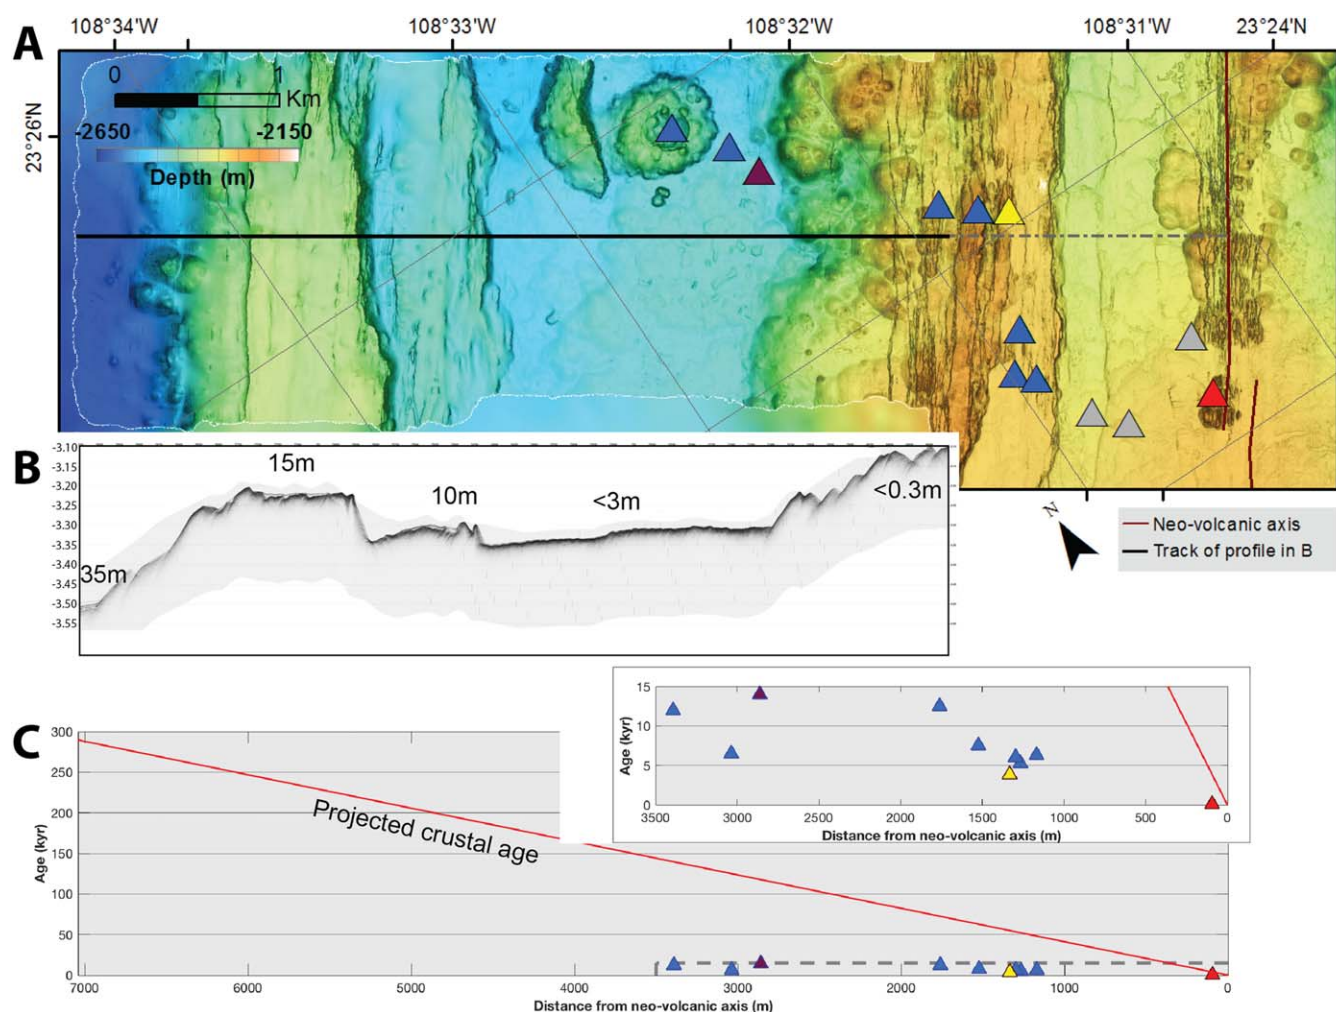 A
108°34'W 108°33'W 108°32'W 108°31'W 23°24'N
23°26'N
0 1
Km
-2650 -2150
Depth (m)
N
Neo-volcanic axis
Track of profile in B
B
-3.10
-3.15
-3.20
-3.25
-3.30
-3.35
-3.40
-3.45
-3.50
-3.55
15m
10m
<3m
<0.3m
35m
C
Age (kyr)
15
10
5
0
3500 3000 2500 2000 1500 1000 500 0
Distance from neo-volcanic axis (m)
Age (kyr)
300
250
200
150
100
50
0
Projected crustal age
7000 6000 5000 4000 3000 2000 1000 0
Distance from neo-volcanic axis (m)